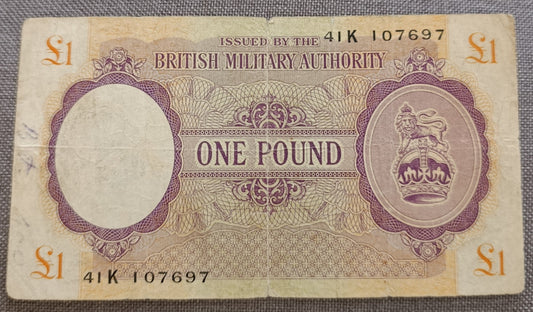 £1
ISSUED BY THE
41K 107697
BRITISH MILITARY AUTHORITY
£1
ONE POUND
£1
41K 107697
£1